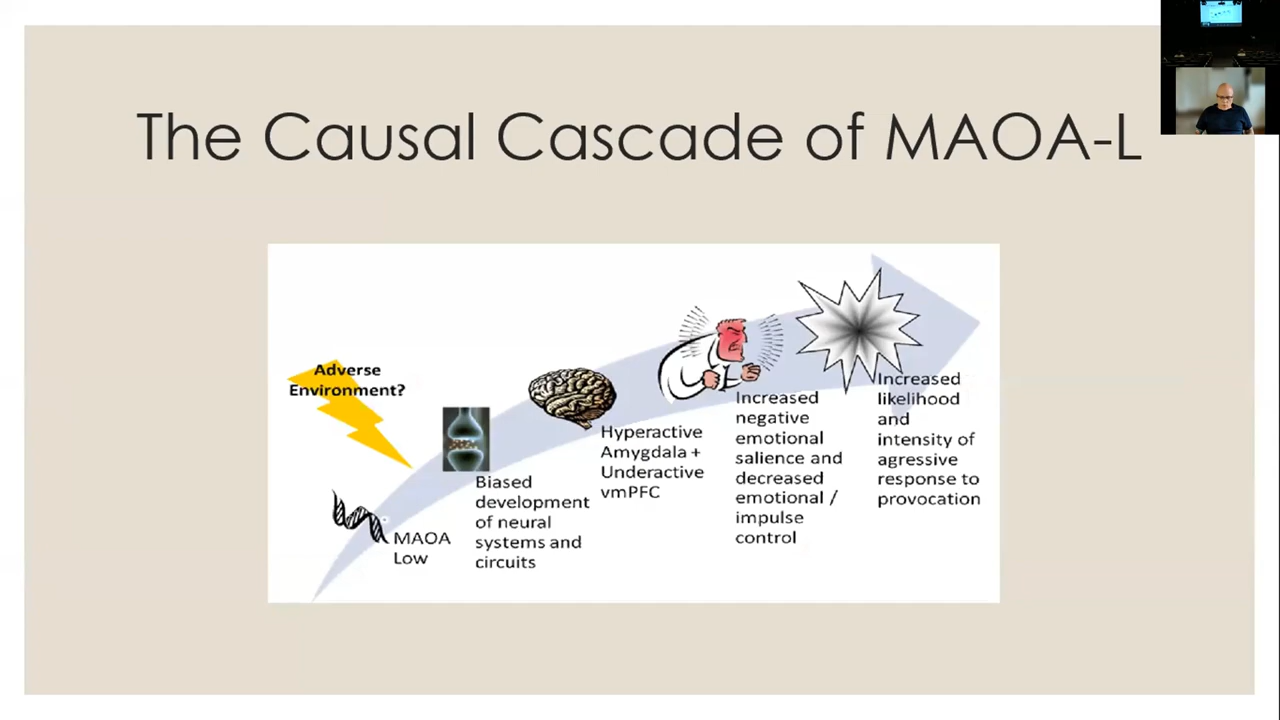 The Causal Cascade of MAOA-L
Adverse
Environment?
MAOA
Low
Biased
development
of neural
systems and
circuits
Hyperactive
Amygdala +
Underactive
vmPFC
Increased
negative
emotional
salience and
decreased
emotional /
impulse
control
Increased
likelihood
and
intensity of
agressive
response to
provocation